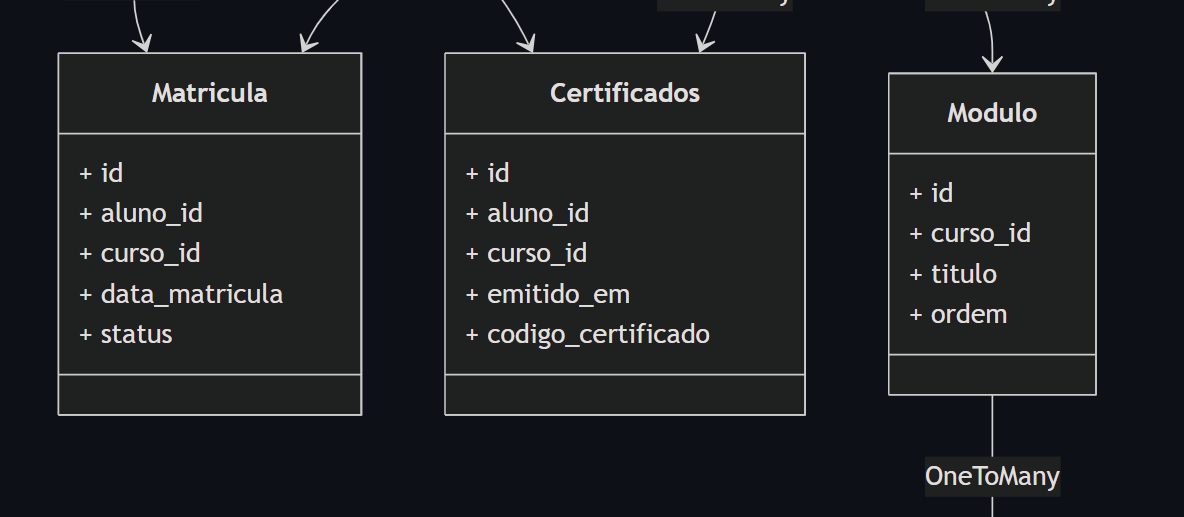 Matricula
+ id
+ aluno_id
+ curso_id
+ data_matricula
+ status
Certificados
+ id
+ aluno_id
+ curso_id
+ emitido_em
+ codigo_certificado
Modulo
+ id
+ curso_id
+ titulo
+ ordem
OneToMany